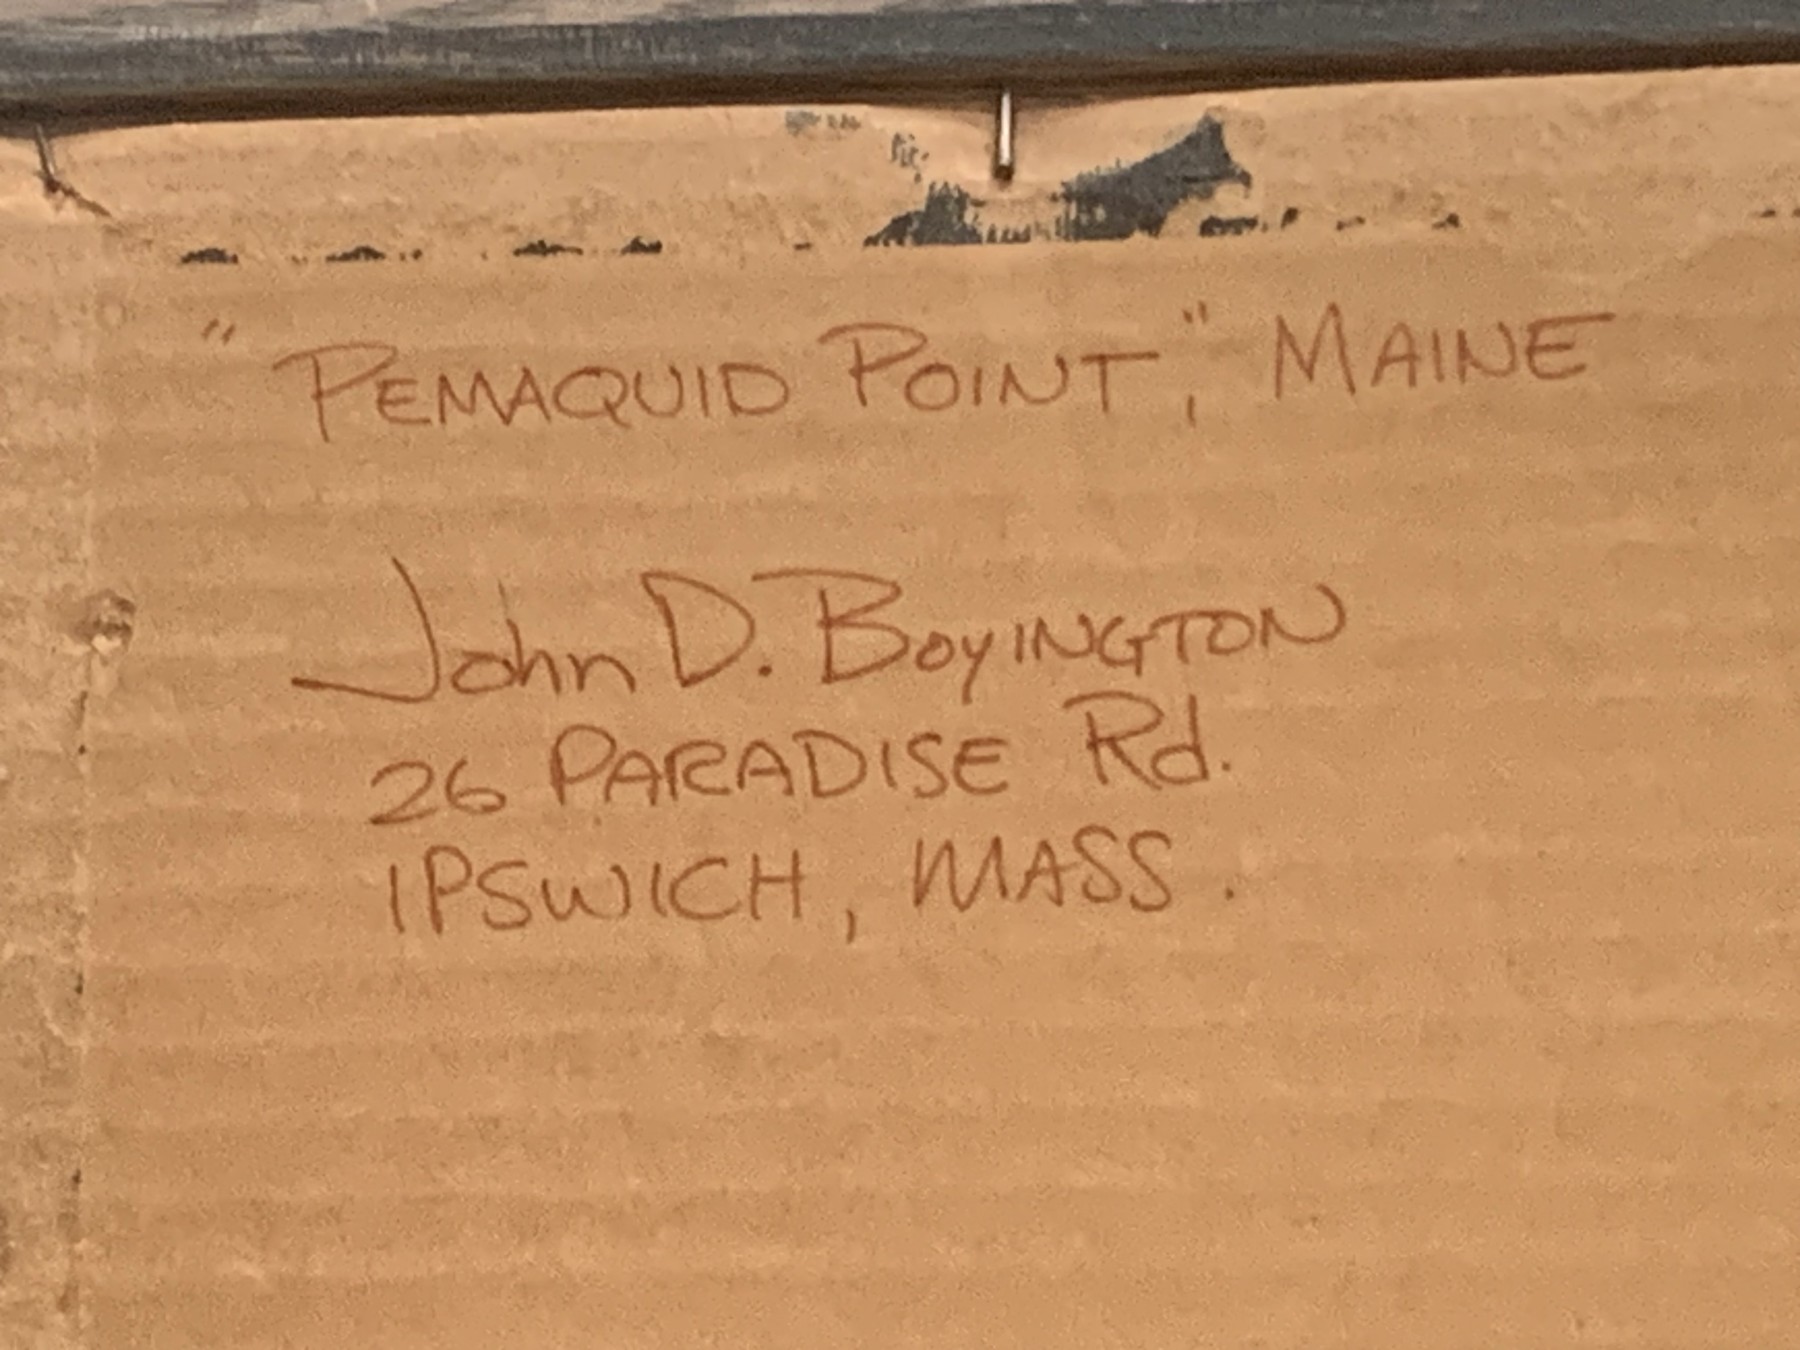 "PEMAQUID POINT," MAINE
John D. BOYINGTON
26 PARADISE Rd.
IPSWICH, MASS.